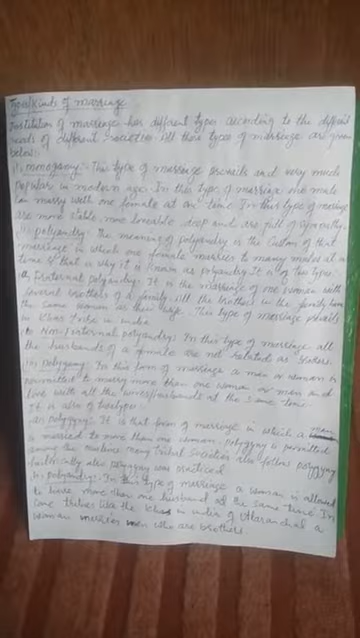 Types/Kinds of marriage
Institution of marriage has different types according to the different
needs of different societies. All these types of marriage are given
below:-
(i) monogamy:- This type of marriage prevails and very much
popular in modern age. In this type of marriage one male
can marry with one female at a time. In this type of marriage
are more stable, more loveable deep and are full of sympathy.
(ii) polyandry:- The meaning of polyandry is the custom of that
marriage in which one female marries to many males at a
time & that is why it is known as polyandry. It is of two types
(a) Fraternal polyandry:- It is the marriage of one women with
several brothers of a family. All the brothers in the family have
the same woman as their wife. This type of marriage prevails
in Khas tribe in India
(b) Non-fraternal polyandry:- In this type of marriage all
the husbands of a female are not related as brothers.
(iii) polygamy:- In this form of marriage a man or woman is
permitted to marry more than one woman or man and
live with all the wives/husbands at the same time.
It is also of two types:-
(a) polygyny:- It is that form of marriage in which a man
is married to more than one woman. polygyny is permitted
among the muslims many tribal societies also follow polygyny
historically also polygyny was practiced
(b) polyandry:- In this type of marriage a woman is allowed
to have more than one husband at the same time. In
some tribes like the Khas in india of Uttaranchal a
woman marries men who are brothers.